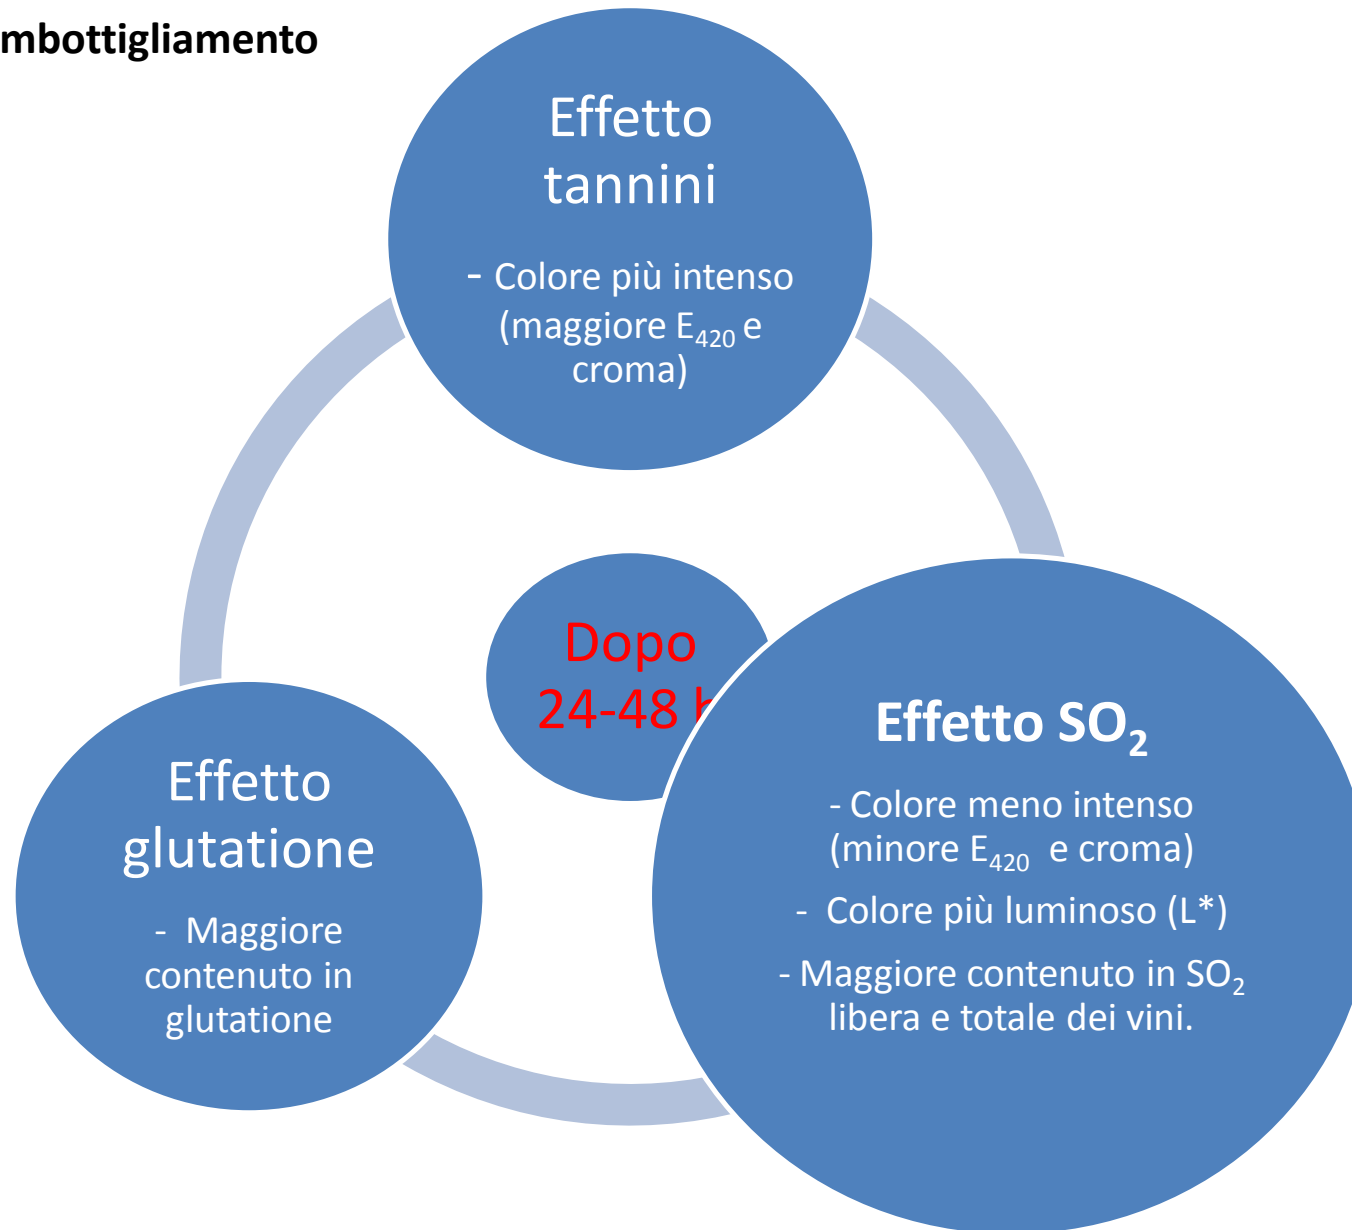 mbottigliamento
Effetto
tannini
- Colore più intenso
(maggiore E₄₂₀ e
croma)
Dopo
24-48 h
Effetto SO₂
- Colore meno intenso
(minore E₄₂₀ e croma)
- Colore più luminoso (L*)
- Maggiore contenuto in SO₂
libera e totale dei vini.
Effetto
glutatione
- Maggiore
contenuto in
glutatione